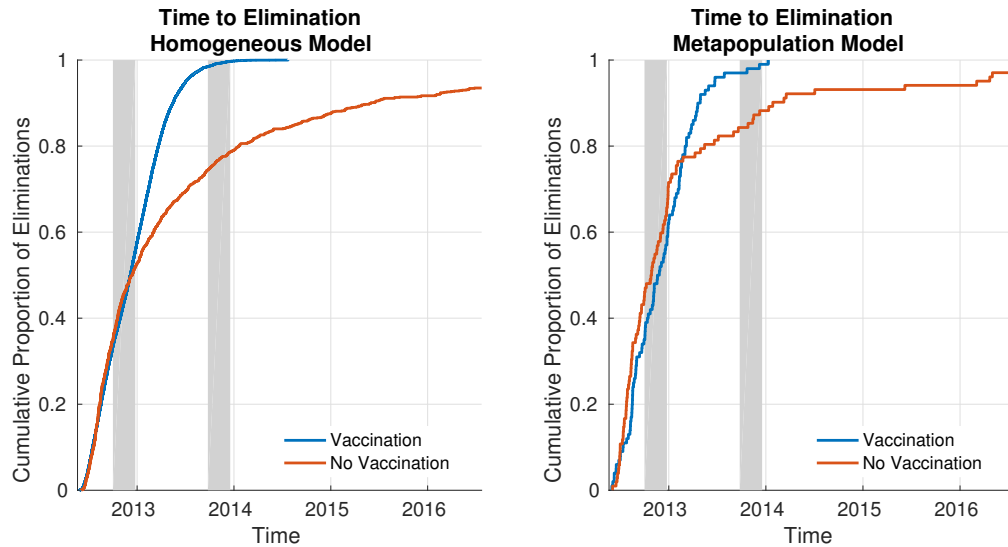 Time to Elimination
Homogeneous Model
Cumulative Proportion of Eliminations
1
0.8
0.6
0.4
0.2
0
2013 2014 2015 2016
Time
Vaccination
No Vaccination
Time to Elimination
Metapopulation Model
Cumulative Proportion of Eliminations
1
0.8
0.6
0.4
0.2
0
2013 2014 2015 2016
Time
Vaccination
No Vaccination